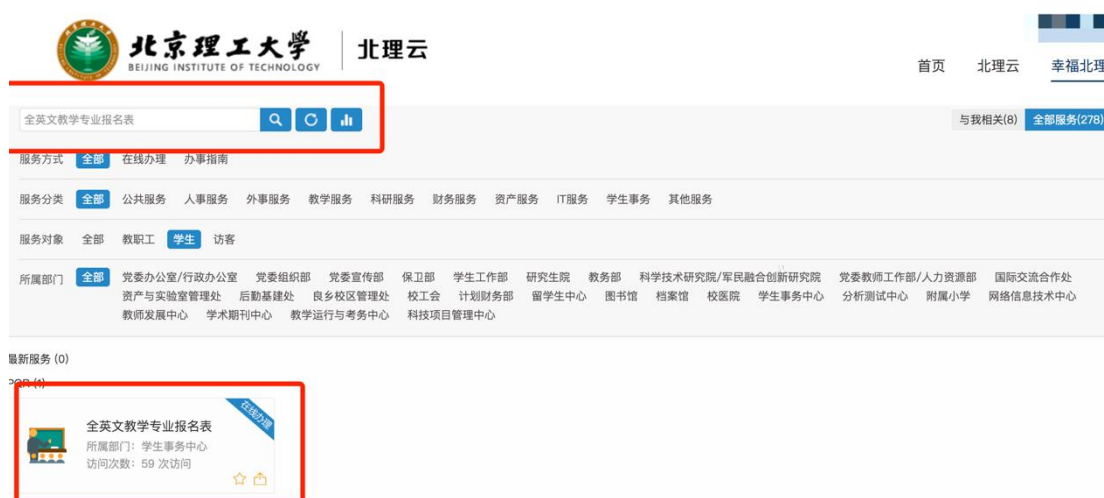 北京理工大學
BEIJING INSTITUTE OF TECHNOLOGY
北理云
首页 北理云 幸福北理
全英文教学专业报名表
与我相关(8) 全部服务(278)
服务方式 全部 在线办理 办事指南
服务分类 全部 公共服务 人事服务 外事服务 教学服务 科研服务 财务服务 资产服务 IT服务 学生事务 其他服务
服务对象 全部 教职工 学生 访客
所属部门 全部 党委办公室/行政办公室 党委组织部 党委宣传部 保卫部 学生工作部 研究生院 教务部 科学技术研究院/军民融合创新研究院 党委教师工作部/人力资源部 国际交流合作处
资产与实验室管理处 后勤基建处 良乡校区管理处 校工会 计划财务部 留学生中心 图书馆 档案馆 校医院 学生事务中心 分析测试中心 附属小学 网络信息技术中心
教师发展中心 学术期刊中心 教学运行与考务中心 科技项目管理中心
最新服务 (0)
PQR (1)
在线办理
全英文教学专业报名表
所属部门：学生事务中心
访问次数：59 次访问